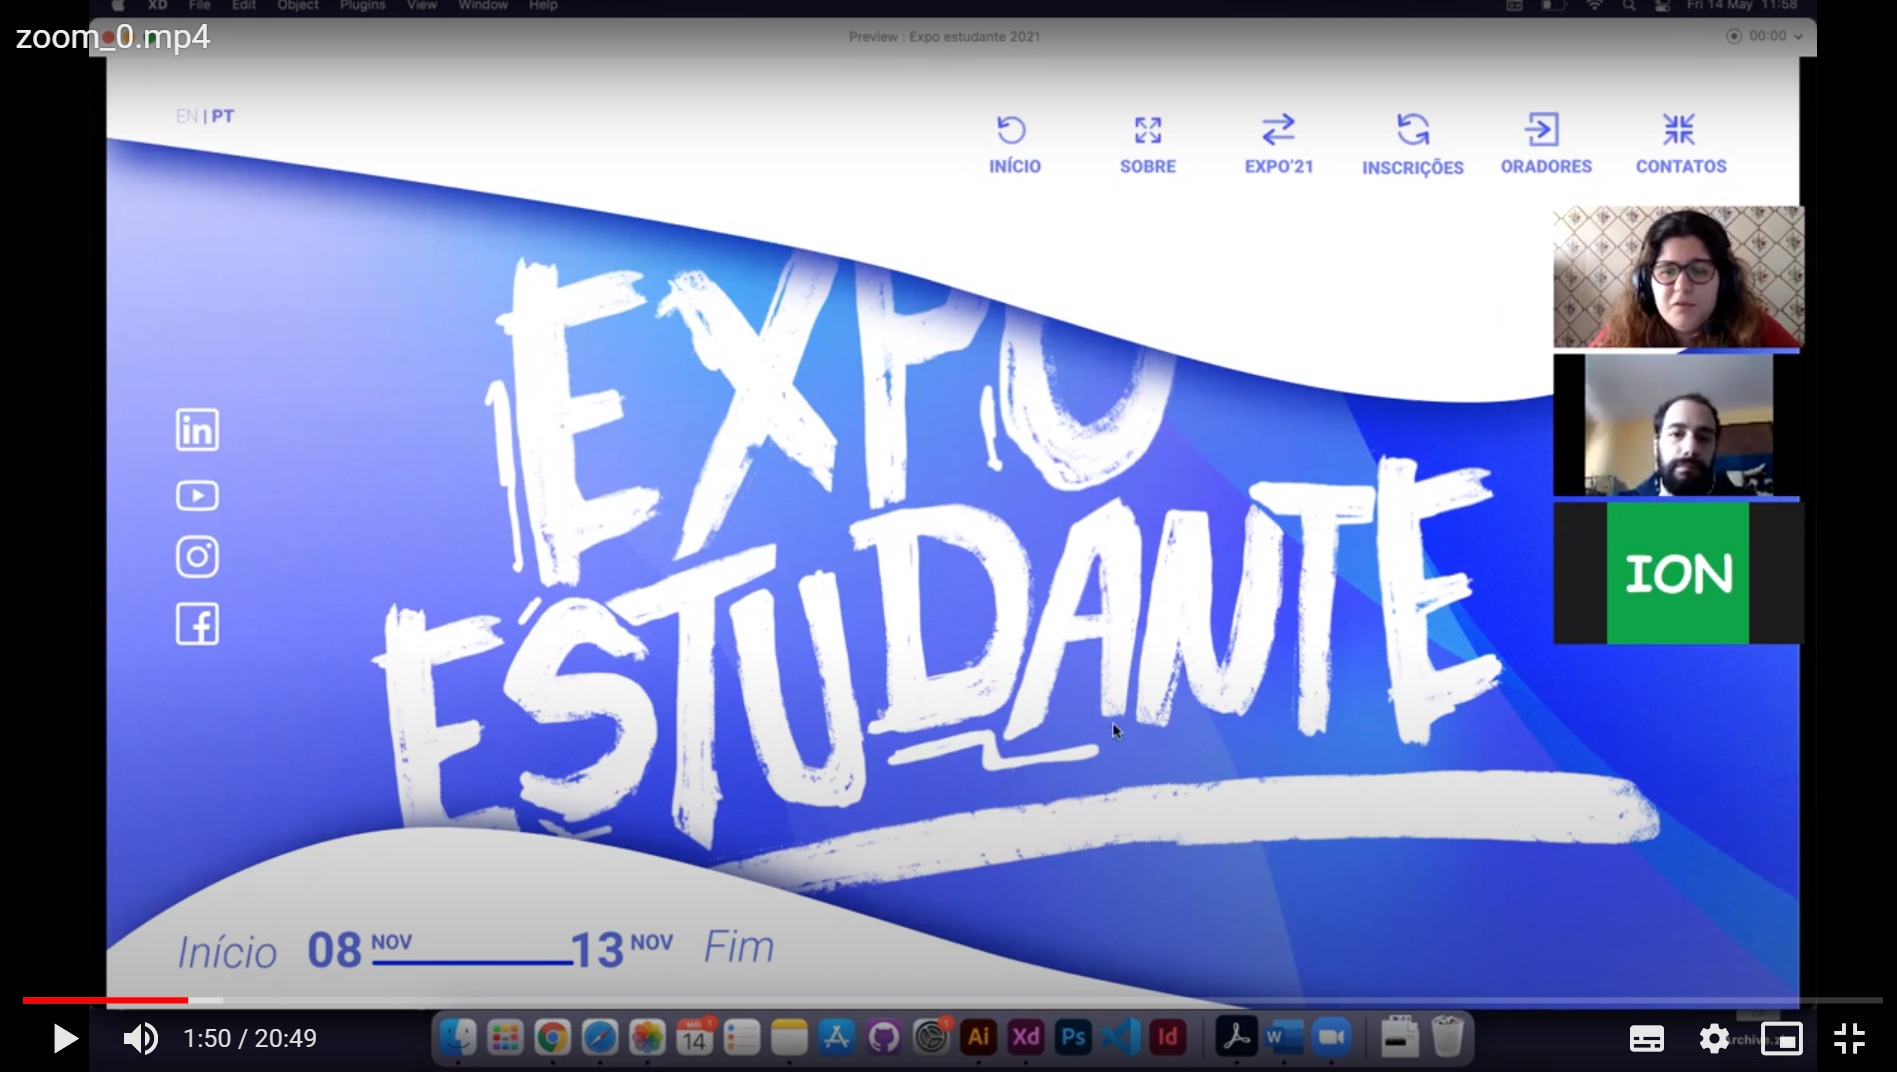 XD File Edit Object Plugins View Window Help Fri 14 May 11:58
zoom_0.mp4
Preview : Expo estudante 2021
00:00
EN | PT
INÍCIO SOBRE EXPO'21 INSCRIÇÕES ORADORES CONTATOS
EXPO
ESTUDANTE
in
ION
Início 08 NOV 13 NOV Fim
1:50 / 20:49
14
Ai Xd Ps Id W